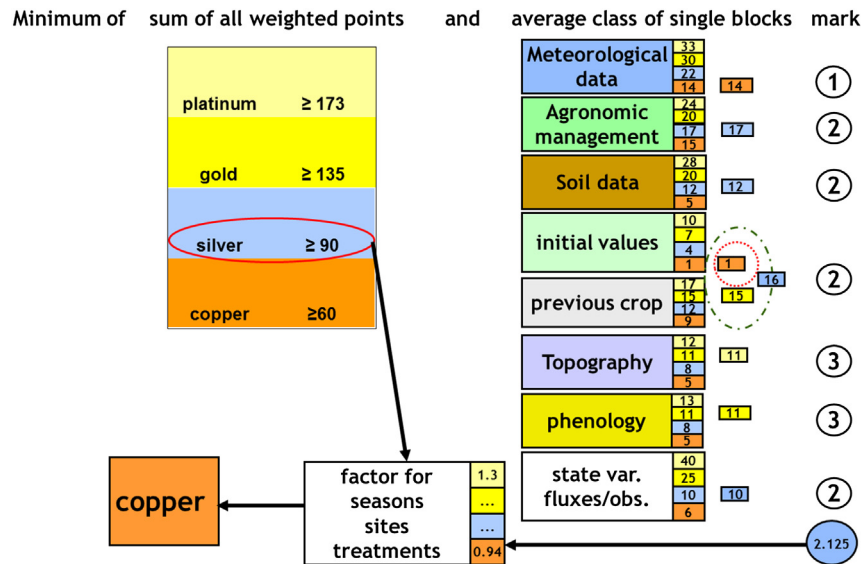 Minimum of sum of all weighted points and average class of single blocks mark
platinum ≥ 173
gold ≥ 135
silver ≥ 90
copper ≥60
Meteorological data
33
30
22
14
14
1
Agronomic management
24
20
17
15
17
2
Soil data
28
20
12
5
12
2
initial values
10
7
4
1
1
16
2
previous crop
17
15
12
9
15
Topography
12
11
8
5
11
3
phenology
13
11
8
5
11
3
state var. fluxes/obs.
40
25
10
6
10
2
copper
factor for
seasons
sites
treatments
1.3
...
...
0.94
2.125